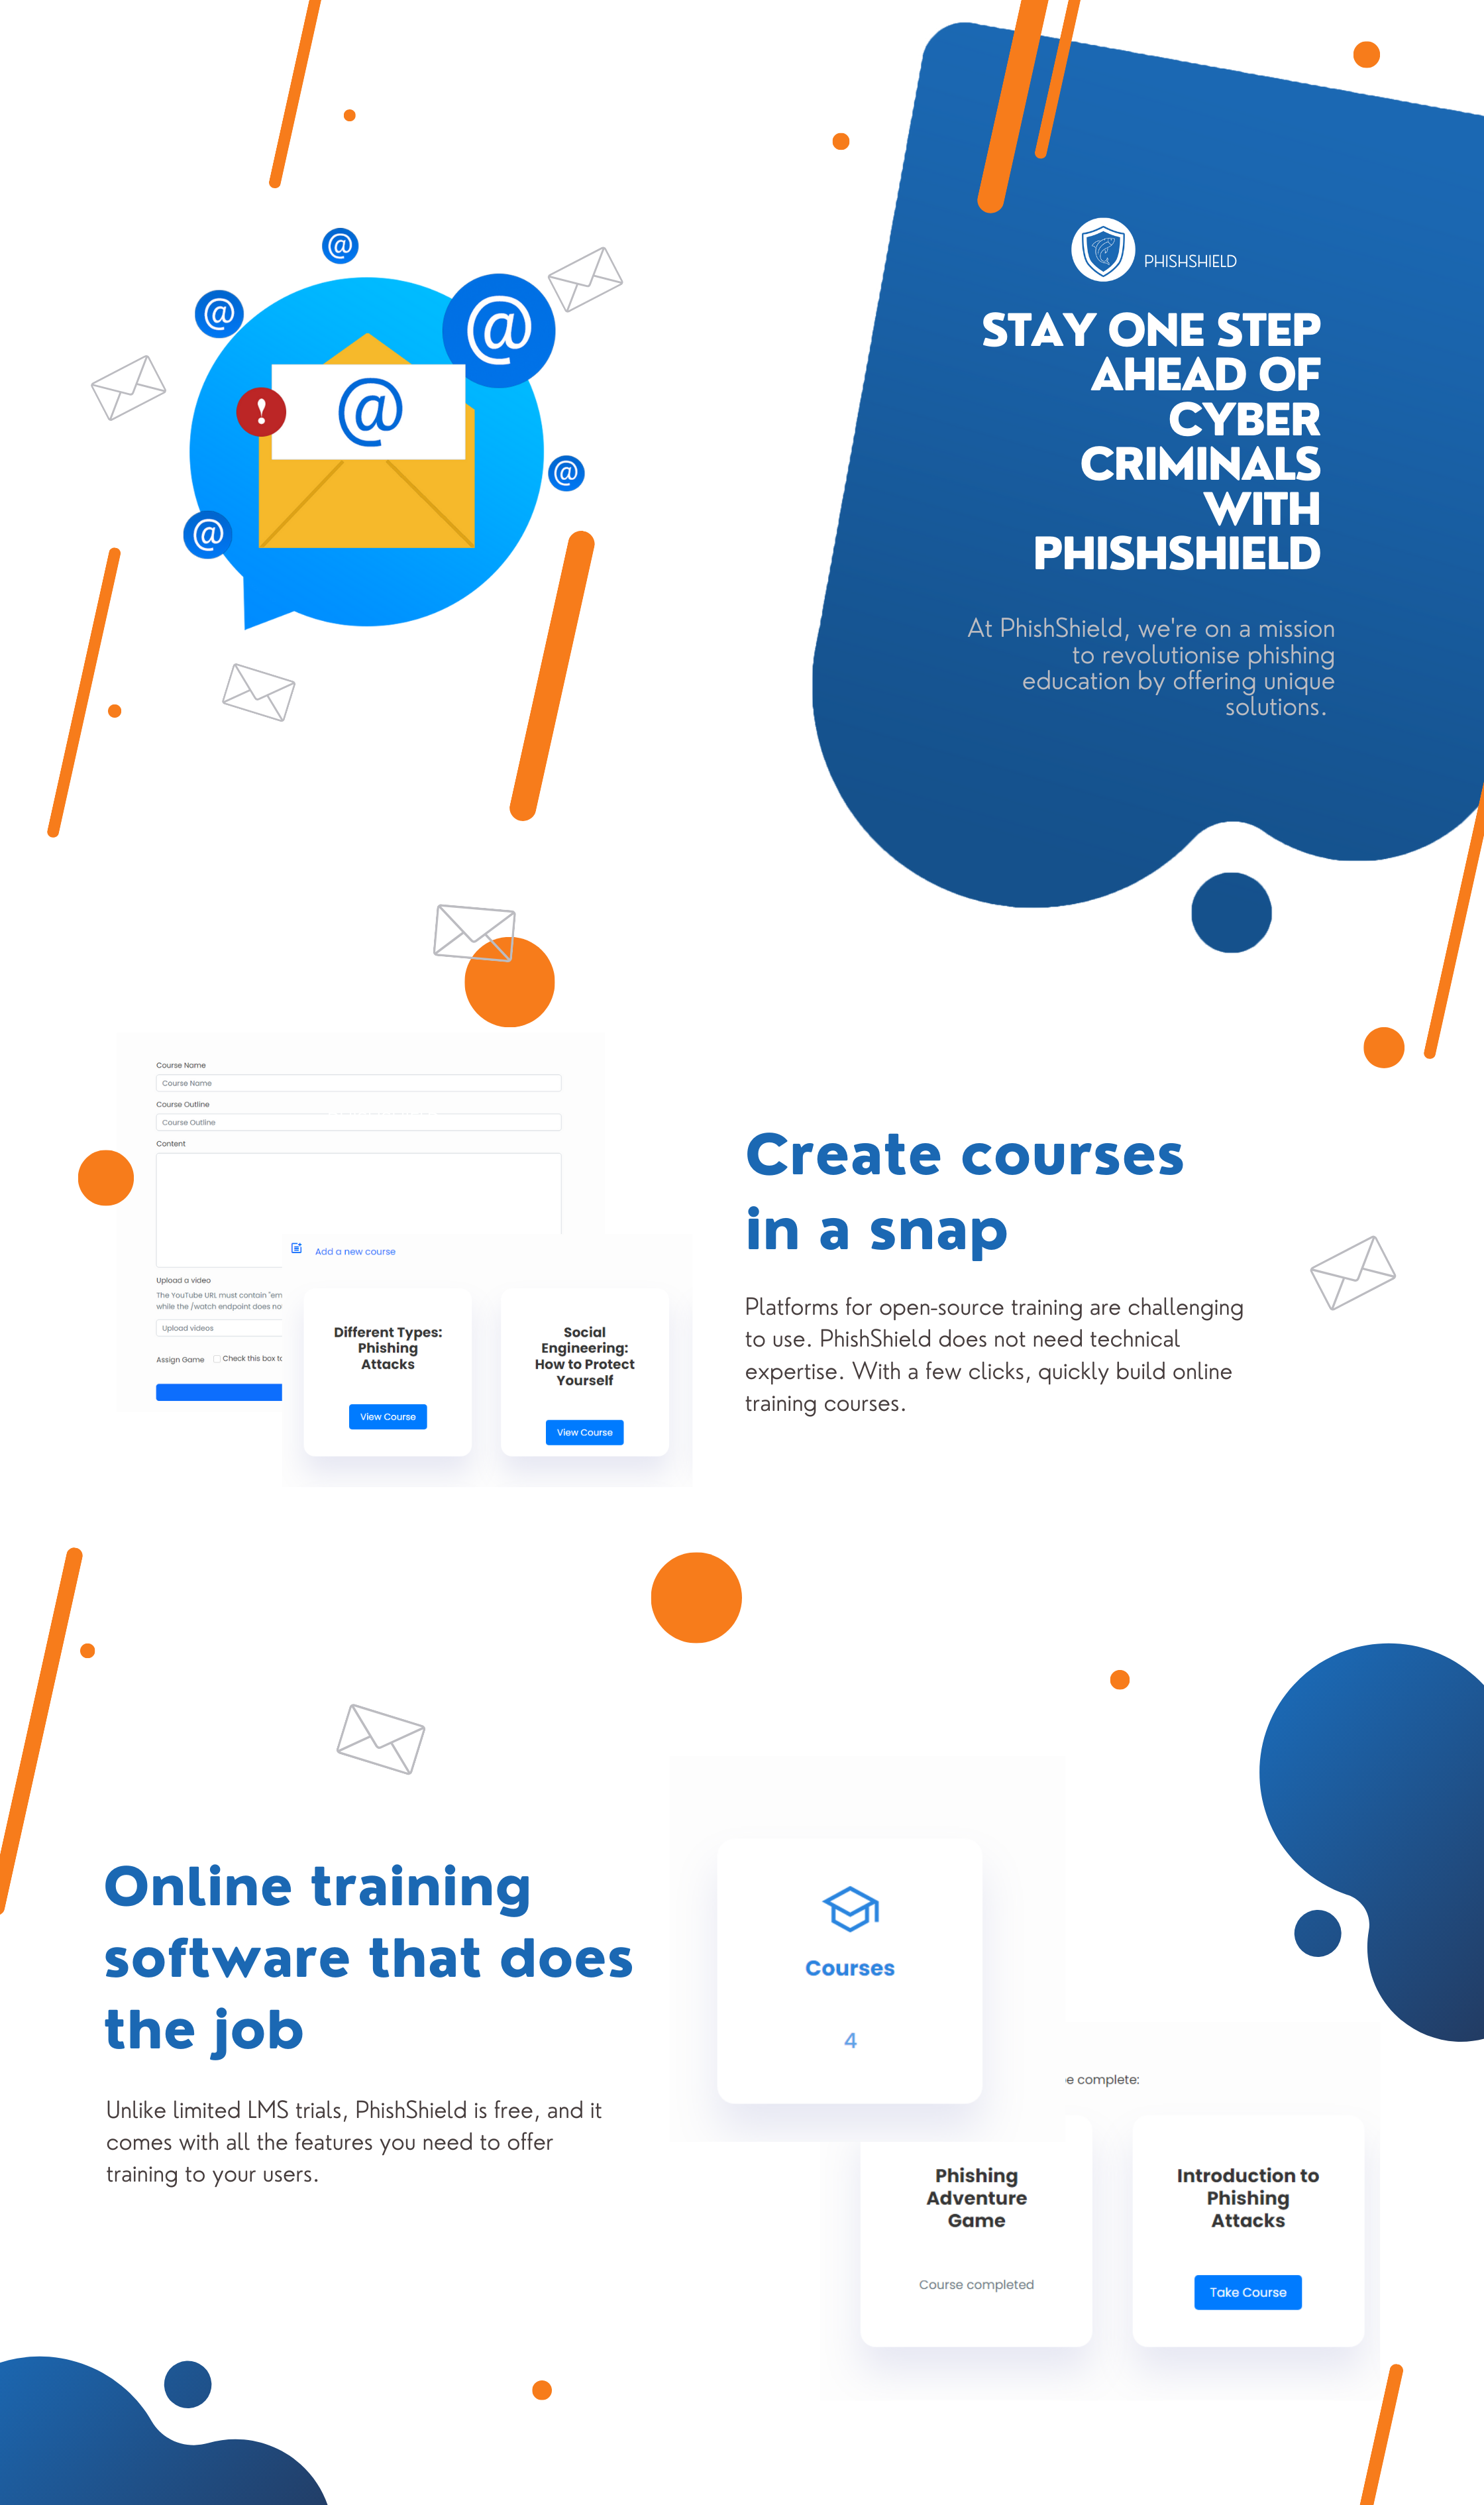 @
@
@
@
!
@
@
@
PHISHSHIELD
STAY ONE STEP
AHEAD OF
CYBER
CRIMINALS
WITH
PHISHSHIELD
At PhishShield, we're on a mission
to revolutionise phishing
education by offering unique
solutions.
Course Name
Course Name
Course Outline
Course Outline
Content
Upload a video
The YouTube URL must contain "em
while the /watch endpoint does no
Upload videos
Assign Game Check this box to
Add a new course
Different Types:
Phishing
Attacks
View Course
Social
Engineering:
How to Protect
Yourself
View Course
Create courses
in a snap
Platforms for open-source training are challenging
to use. PhishShield does not need technical
expertise. With a few clicks, quickly build online
training courses.
Online training
software that does
the job
Unlike limited LMS trials, PhishShield is free, and it
comes with all the features you need to offer
training to your users.
Courses
4
e complete:
Phishing
Adventure
Game
Course completed
Introduction to
Phishing
Attacks
Take Course